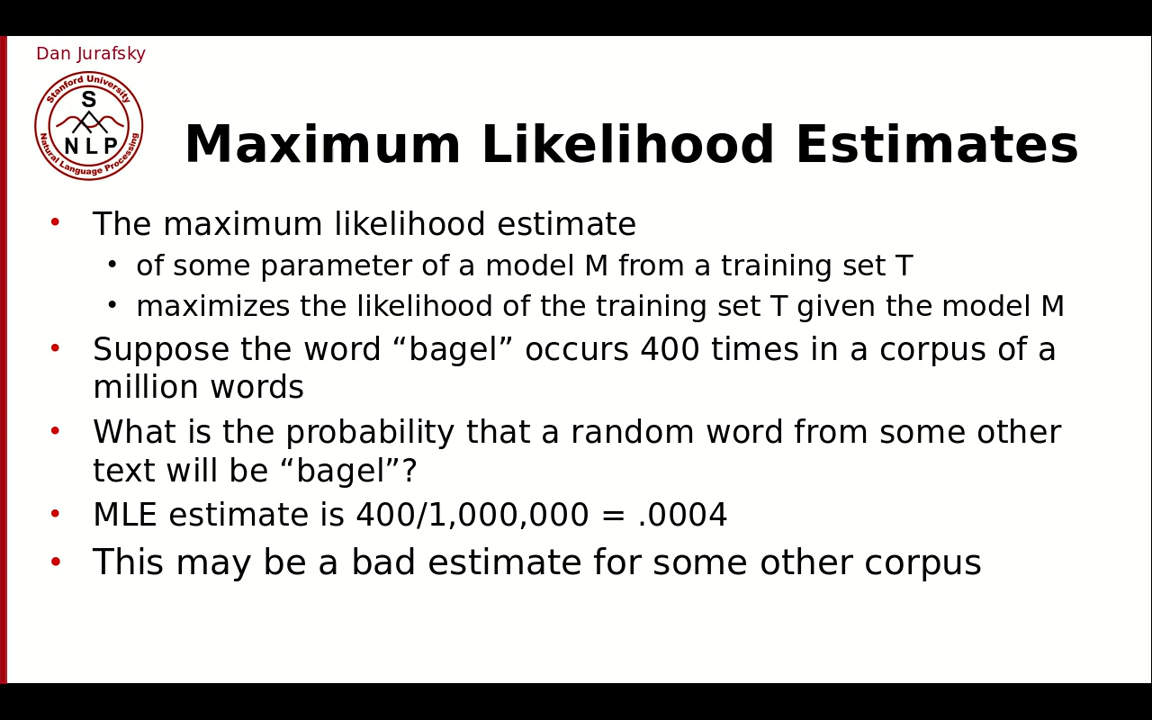 Dan Jurafsky
Stanford University
S
N L P
Natural Language Processing
Maximum Likelihood Estimates
• The maximum likelihood estimate
• of some parameter of a model M from a training set T
• maximizes the likelihood of the training set T given the model M
• Suppose the word “bagel” occurs 400 times in a corpus of a
million words
• What is the probability that a random word from some other
text will be “bagel”?
• MLE estimate is 400/1,000,000 = .0004
• This may be a bad estimate for some other corpus